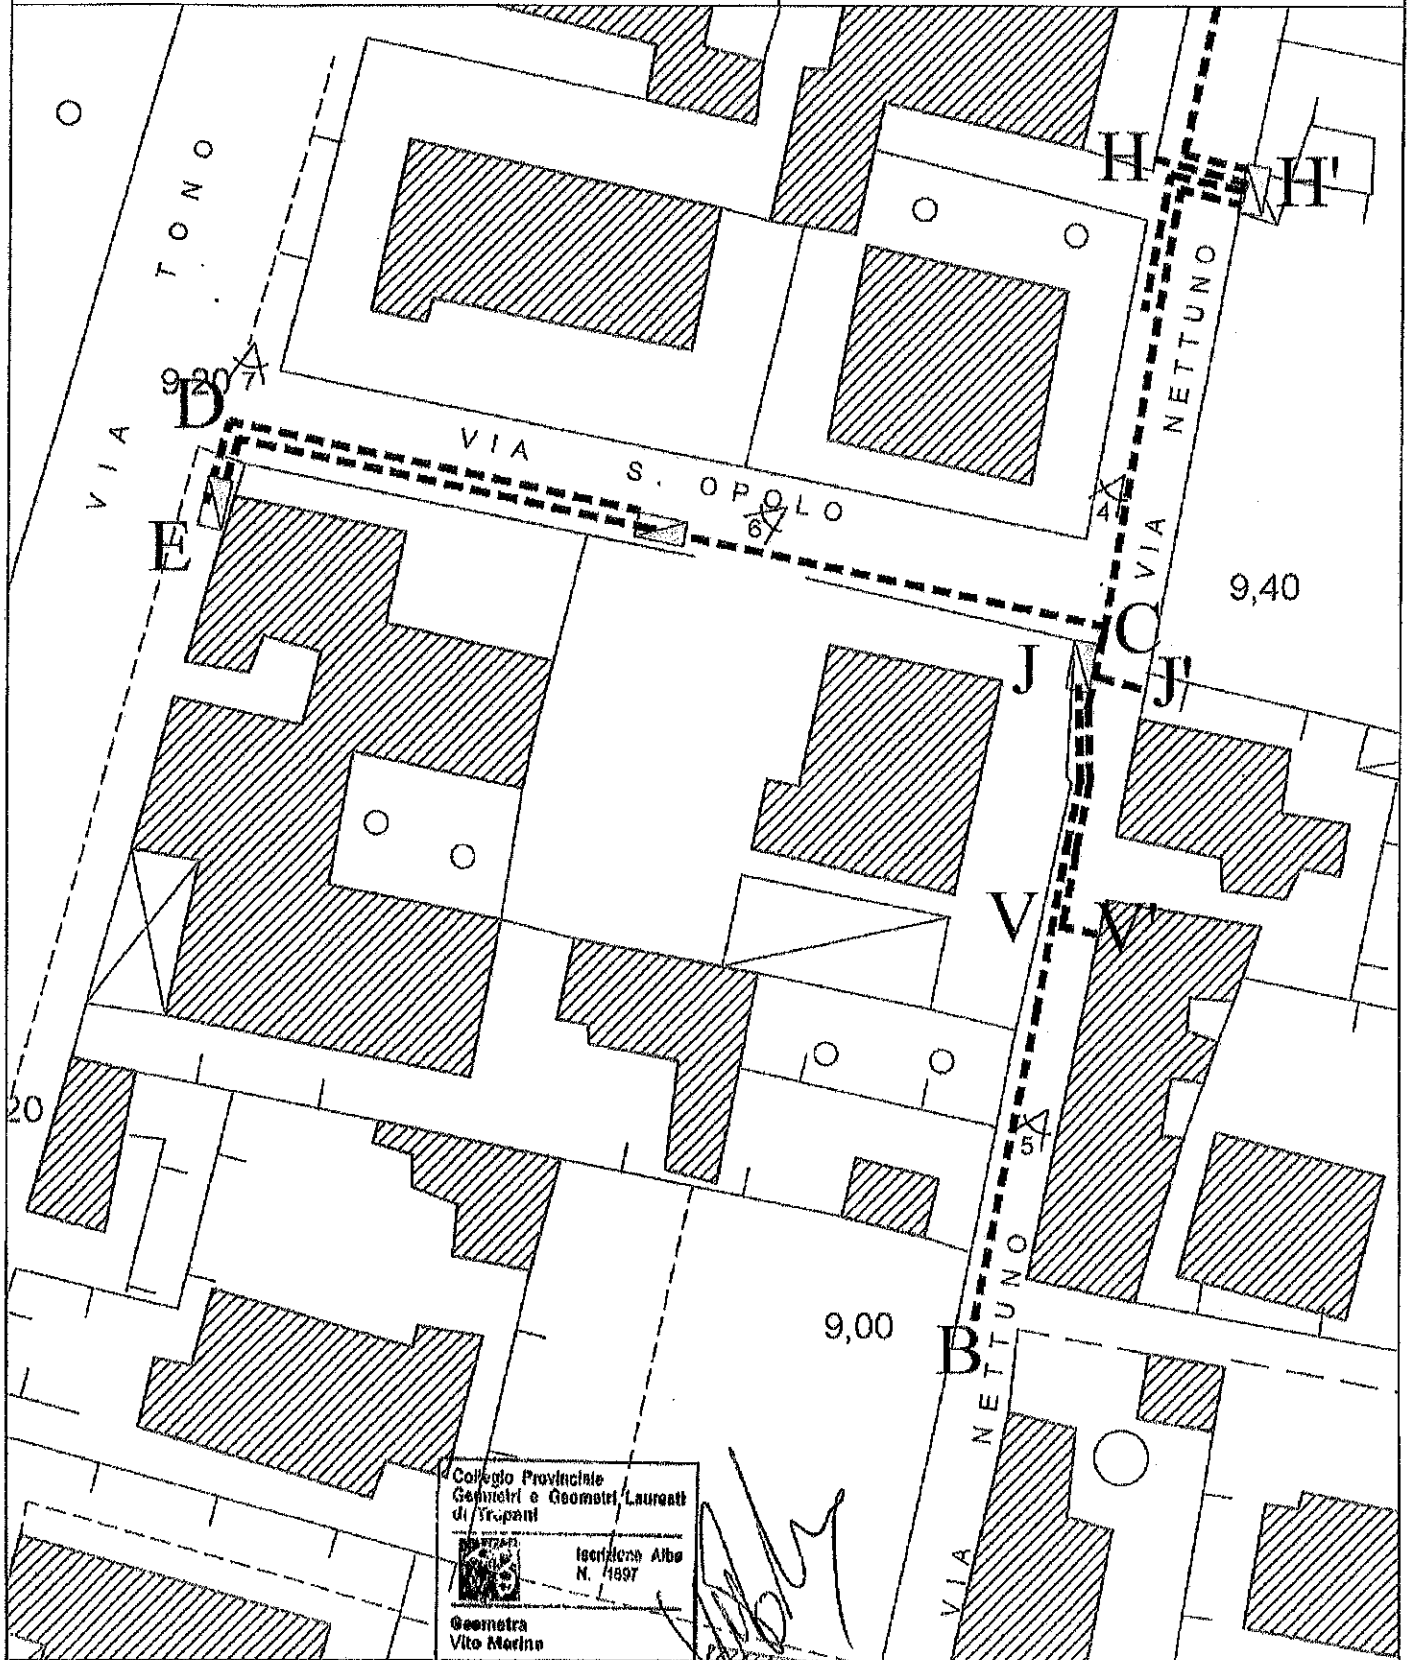 H
H'
VIA TONO
VIA NETTUNO
9,20
7
D
VIA S. OPOLO
6
4
E
9,40
C
J
J'
V
V'
20
5
9,00
B
VIA NETTUNO
Collegio Provinciale
Geometri e Geometri Laureati
di Trapani
Iscrizione Albo
N. 1897
Geometra
Vito Marino